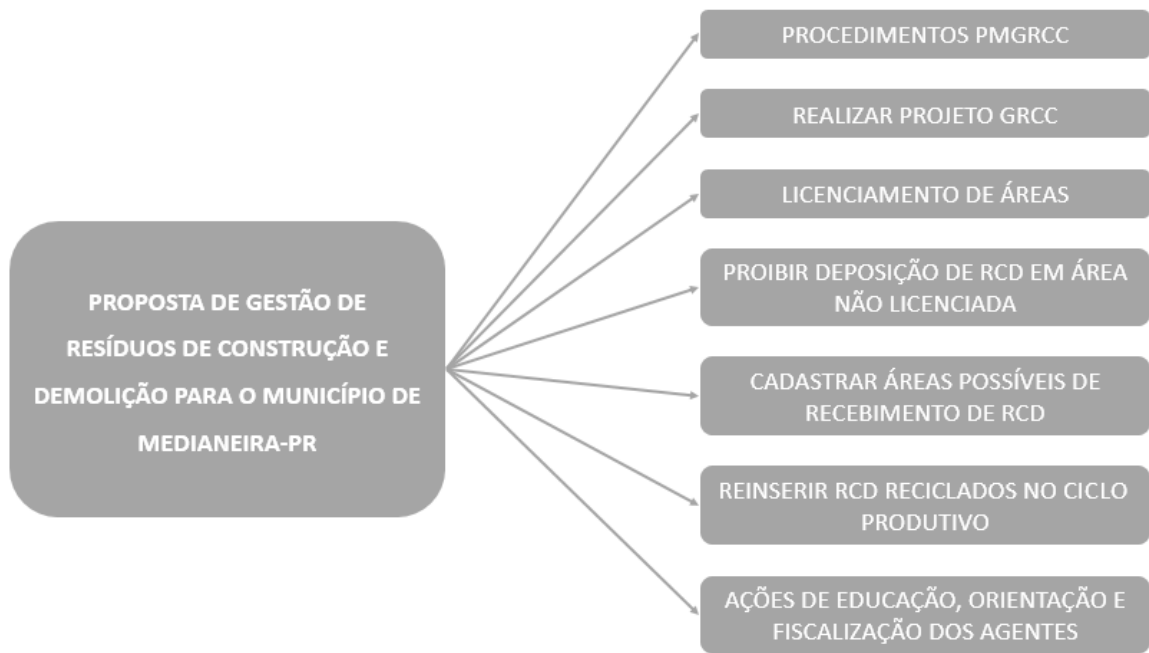 PROPOSTA DE GESTÃO DE
RESÍDUOS DE CONSTRUÇÃO E
DEMOLIÇÃO PARA O MUNICÍPIO DE
MEDIANEIRA-PR
PROCEDIMENTOS PMGRCC
REALIZAR PROJETO GRCC
LICENCIAMENTO DE ÁREAS
PROIBIR DEPOSIÇÃO DE RCD EM ÁREA
NÃO LICENCIADA
CADASTRAR ÁREAS POSSÍVEIS DE
RECEBIMENTO DE RCD
REINSERIR RCD RECICLADOS NO CICLO
PRODUTIVO
AÇÕES DE EDUCAÇÃO, ORIENTAÇÃO E
FISCALIZAÇÃO DOS AGENTES